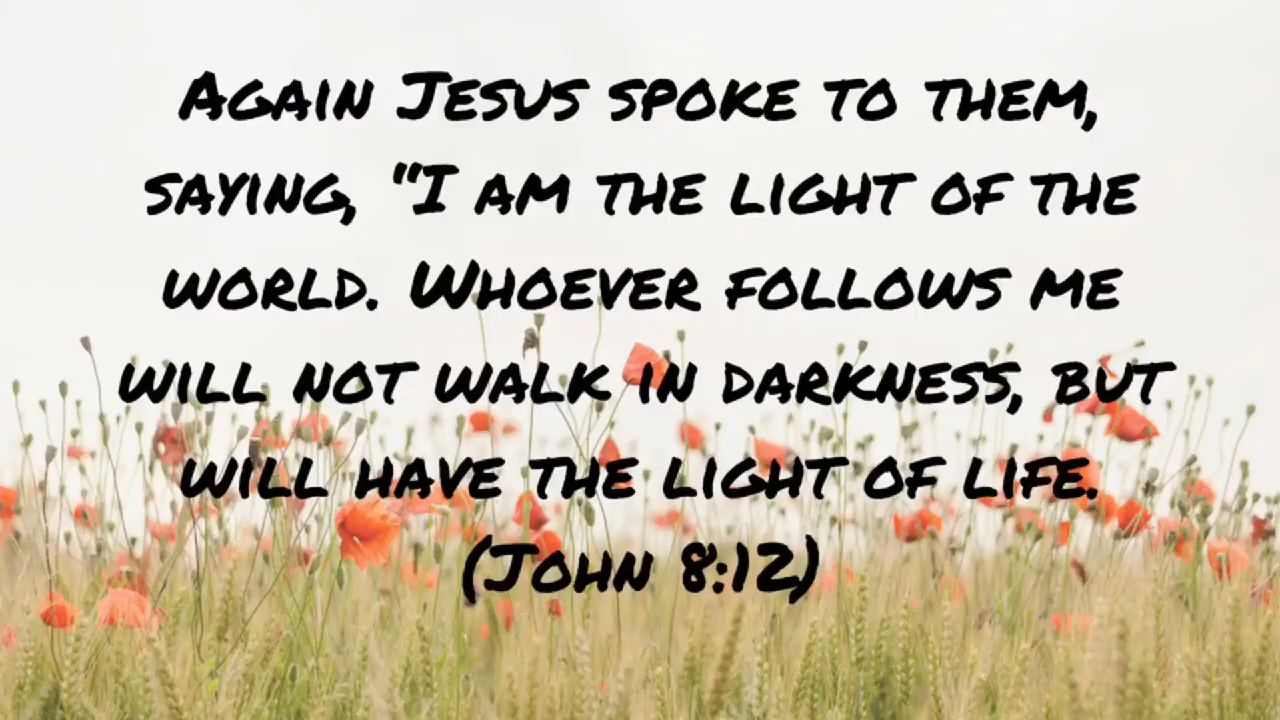 Again Jesus spoke to them,
saying, "I am the light of the
world. Whoever follows me
will not walk in darkness, but
will have the light of life.
(John 8:12)